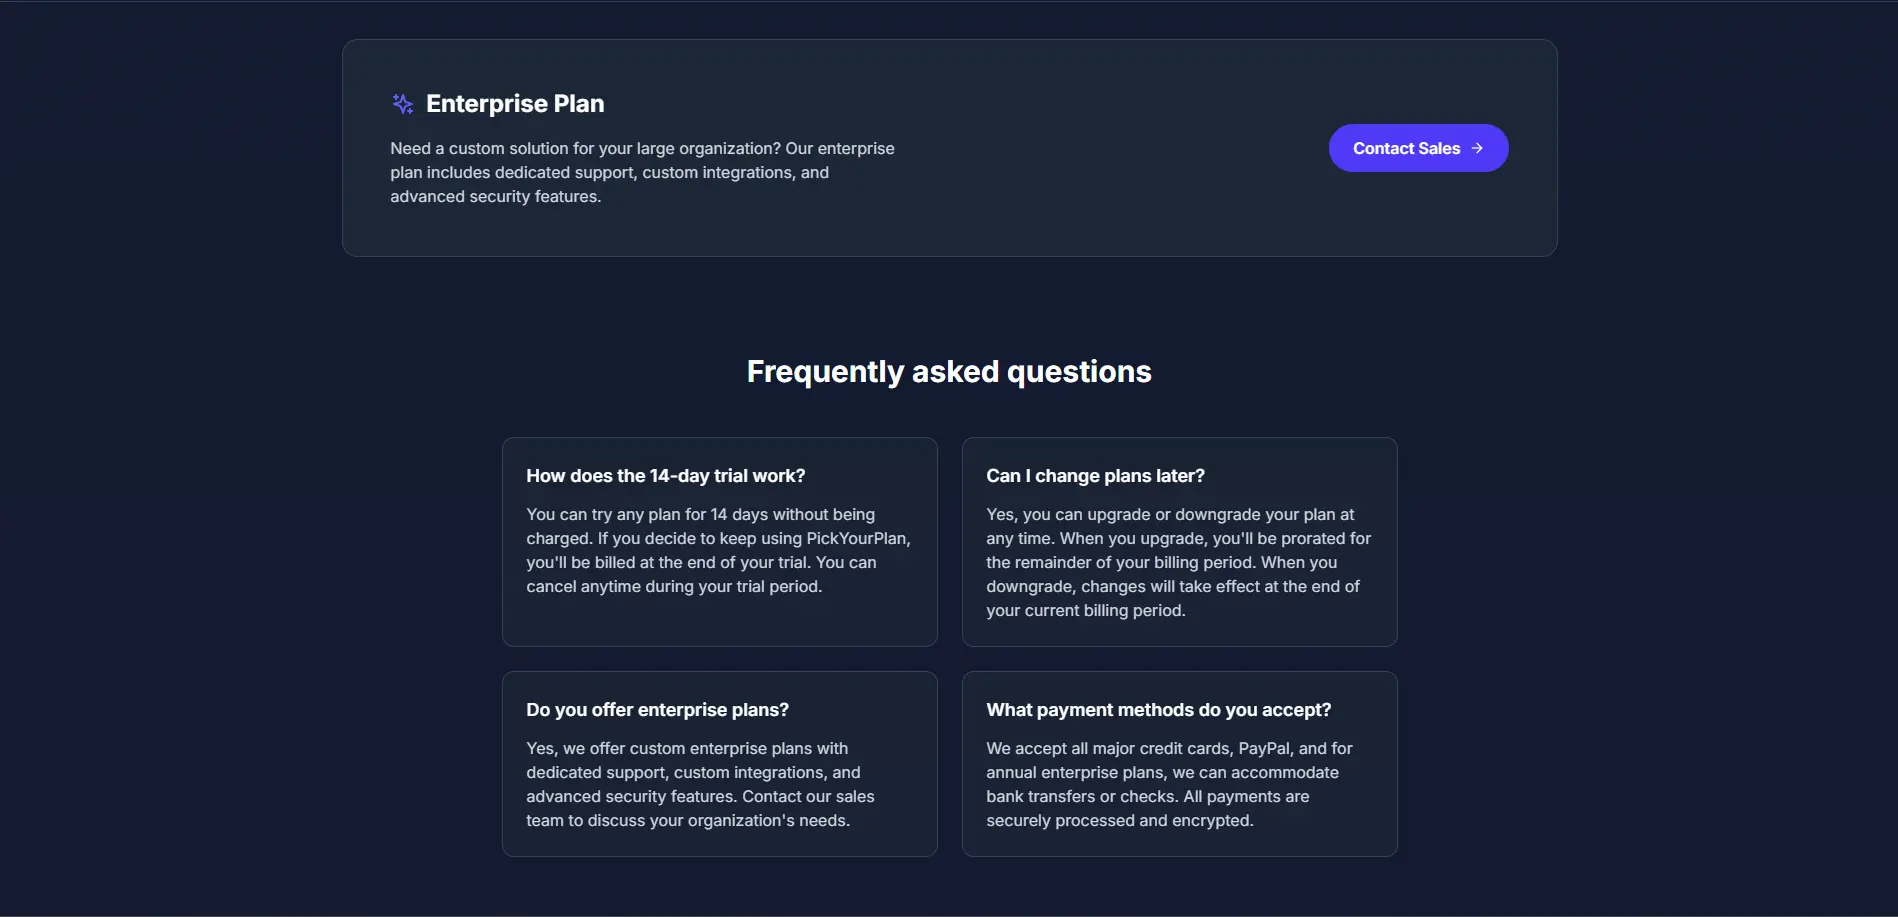 Enterprise Plan
Need a custom solution for your large organization? Our enterprise
plan includes dedicated support, custom integrations, and
advanced security features.
Contact Sales
Frequently asked questions
How does the 14-day trial work?
You can try any plan for 14 days without being
charged. If you decide to keep using PickYourPlan,
you'll be billed at the end of your trial. You can
cancel anytime during your trial period.
Can I change plans later?
Yes, you can upgrade or downgrade your plan at
any time. When you upgrade, you'll be prorated for
the remainder of your billing period. When you
downgrade, changes will take effect at the end of
your current billing period.
Do you offer enterprise plans?
Yes, we offer custom enterprise plans with
dedicated support, custom integrations, and
advanced security features. Contact our sales
team to discuss your organization's needs.
What payment methods do you accept?
We accept all major credit cards, PayPal, and for
annual enterprise plans, we can accommodate
bank transfers or checks. All payments are
securely processed and encrypted.